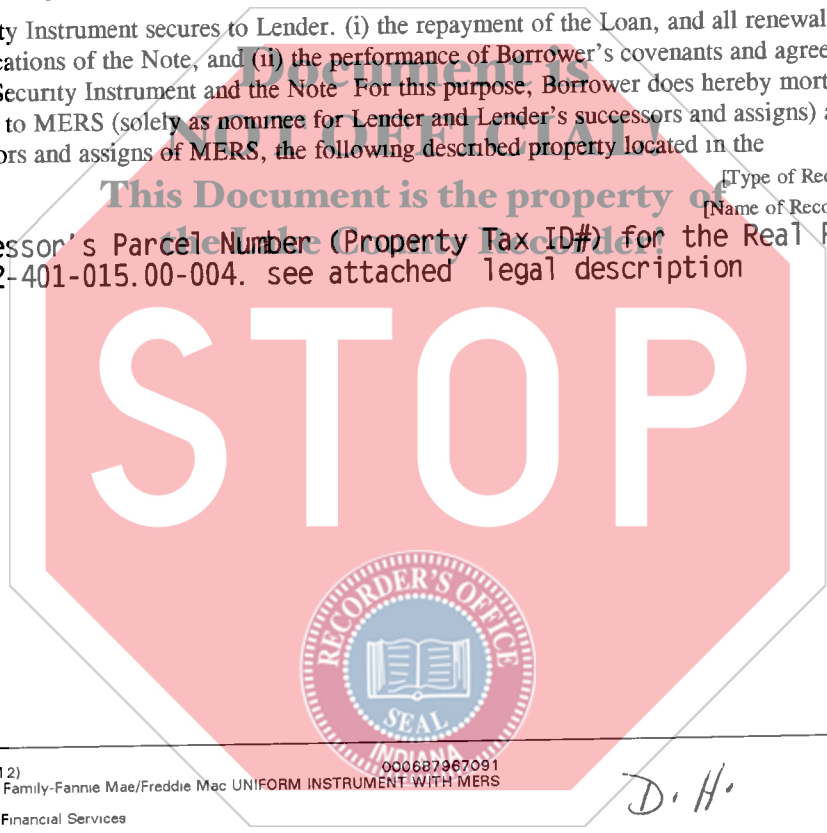 ty Instrument secures to Lender. (i) the repayment of the Loan, and all renewal
cations of the Note, and (ii) the performance of Borrower's covenants and agree
Security Instrument and the Note For this purpose, Borrower does hereby mort
to MERS (solely as nominee for Lender and Lender's successors and assigns) a
ors and assigns of MERS, the following described property located in the
[Type of Rec
[Name of Reco
essor's Parcel Number (Property Tax ID#) for the Real P
2-401-015.00-004. see attached legal description
Document is
NOT OFFICIAL!
This Document is the property of
the Lake County Recorder!
STOP
RECORDER'S OFFICE
SEAL
INDIANA
12)
000687967091
Family-Fannie Mae/Freddie Mac UNIFORM INSTRUMENT WITH MERS
D. H.
Financial Services